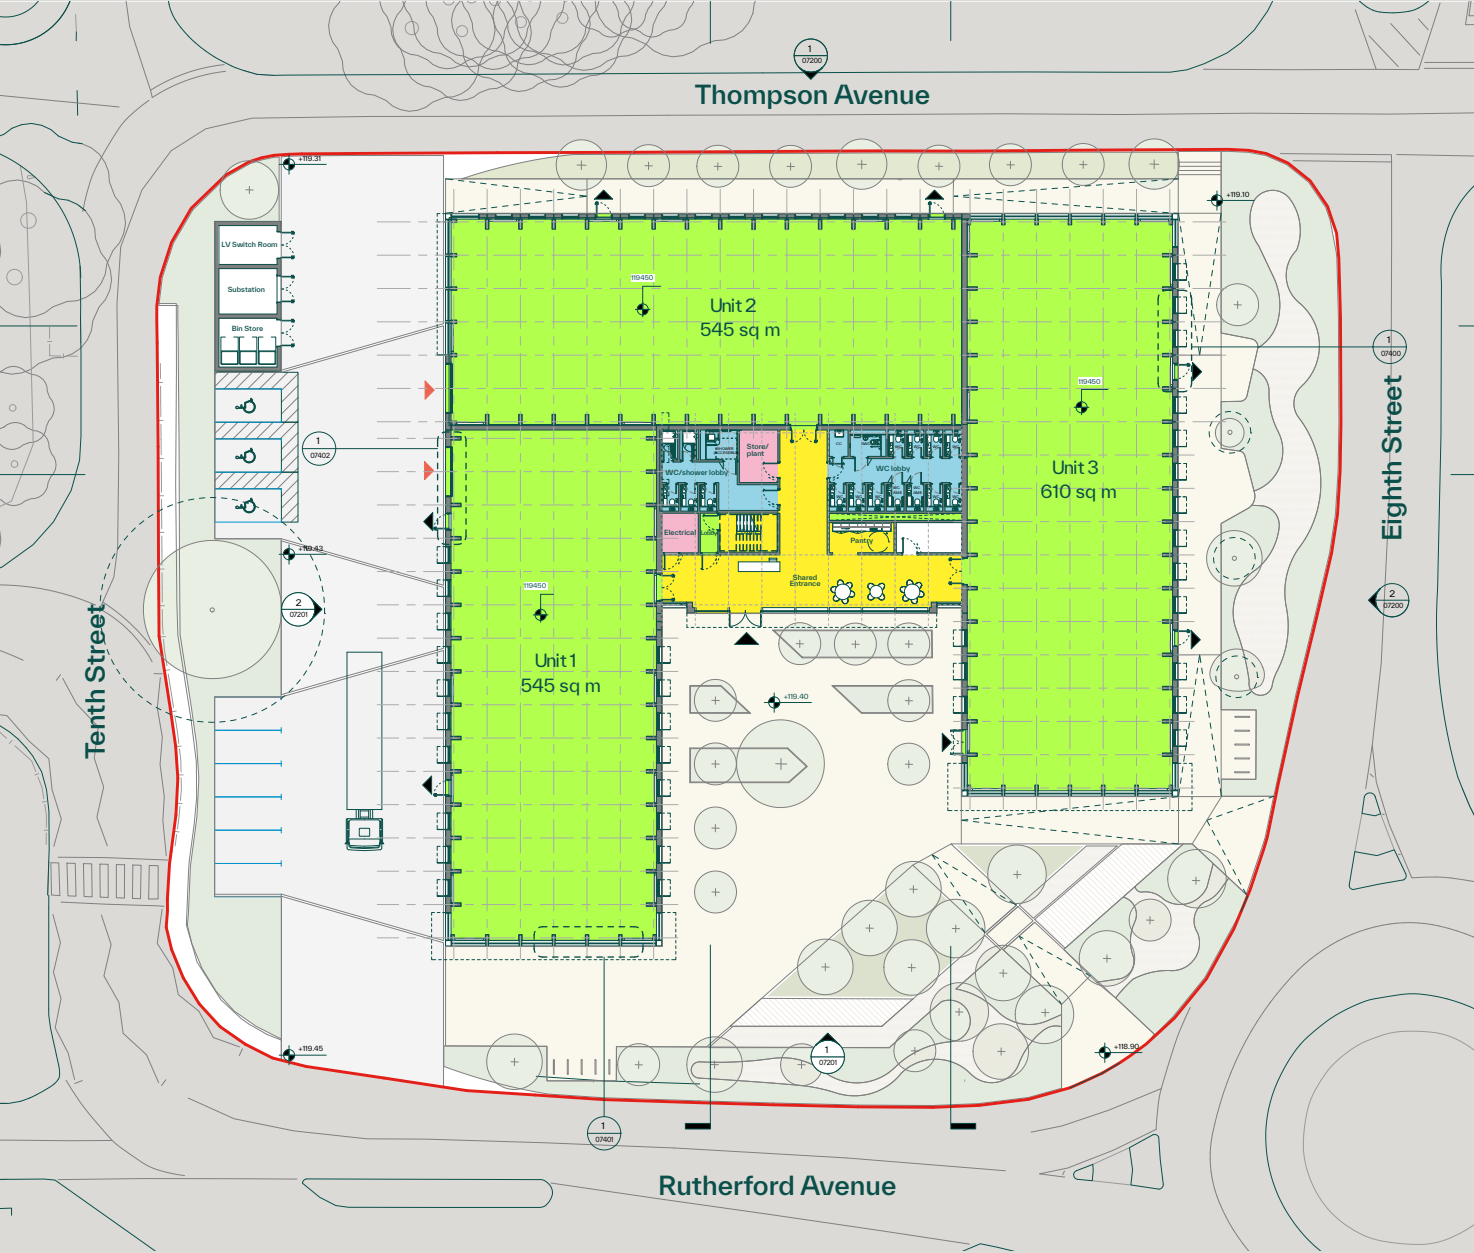 1
07200
Thompson Avenue
+119.31
+119.10
LV Switch Room
Substation
Bin Store
119450
Unit 2
545 sq m
1
07400
119450
1
07402
Store/
plant
WC/shower lobby
WC lobby
Unit 3
610 sq m
Eighth Street
Electrical
Lobby
Pantry
+119.43
Shared
Entrance
119450
2
07201
2
07200
Tenth Street
Unit 1
545 sq m
+119.40
+119.45
1
07201
+118.90
1
07401
Rutherford Avenue